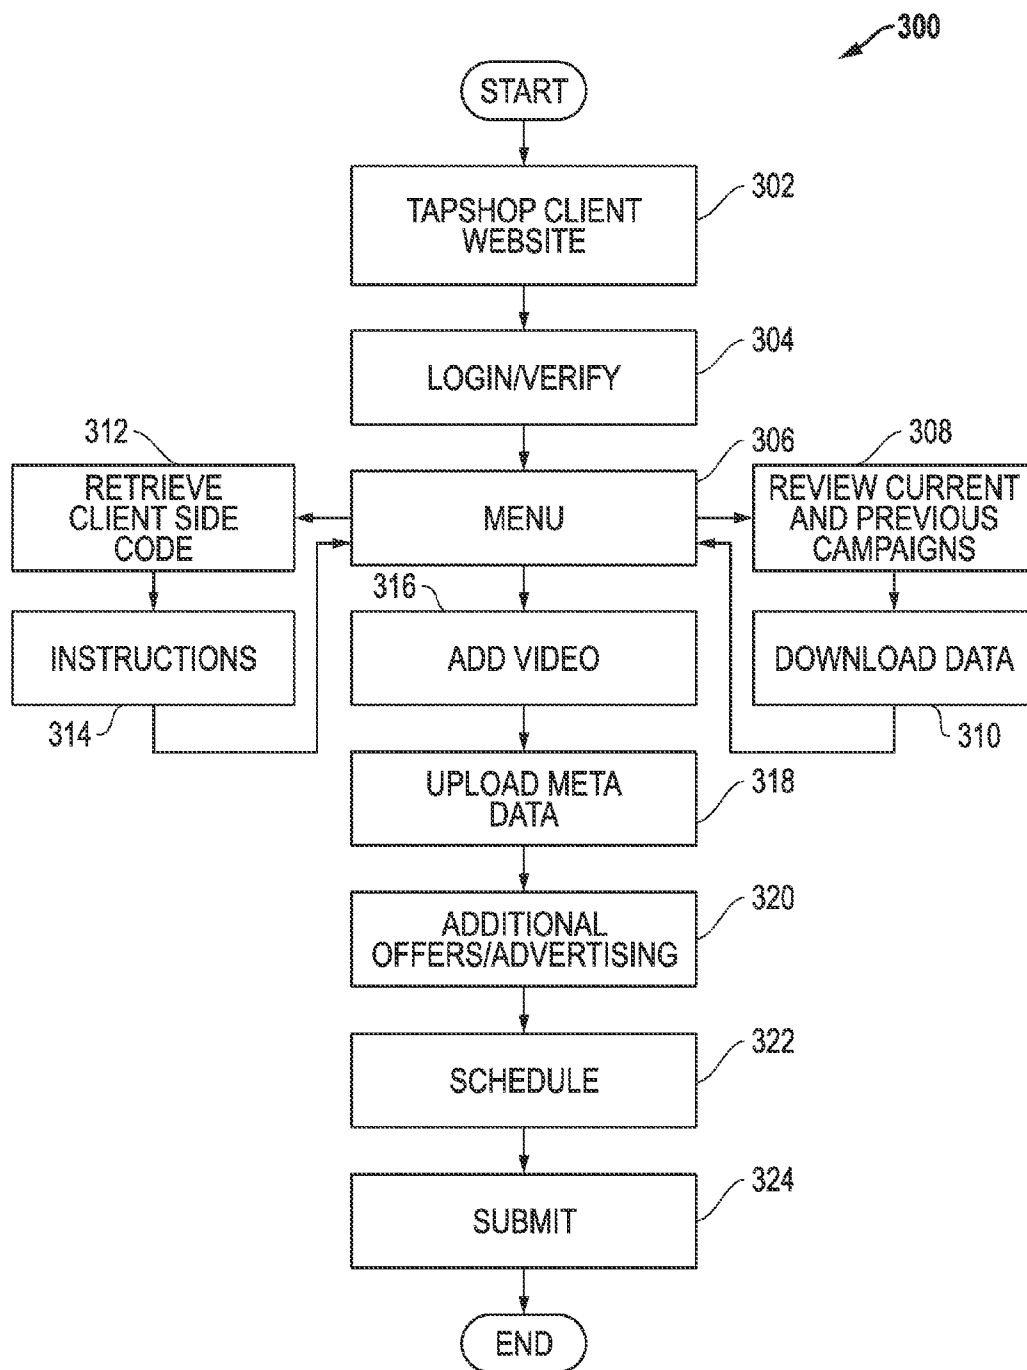 300
START
302
TAPSHOP CLIENT
WEBSITE
304
LOGIN/VERIFY
312
306
308
RETRIEVE
CLIENT SIDE
CODE
MENU
REVIEW CURRENT
AND PREVIOUS
CAMPAIGNS
316
INSTRUCTIONS
ADD VIDEO
DOWNLOAD DATA
314
310
UPLOAD META
DATA
318
320
ADDITIONAL
OFFERS/ADVERTISING
322
SCHEDULE
324
SUBMIT
END